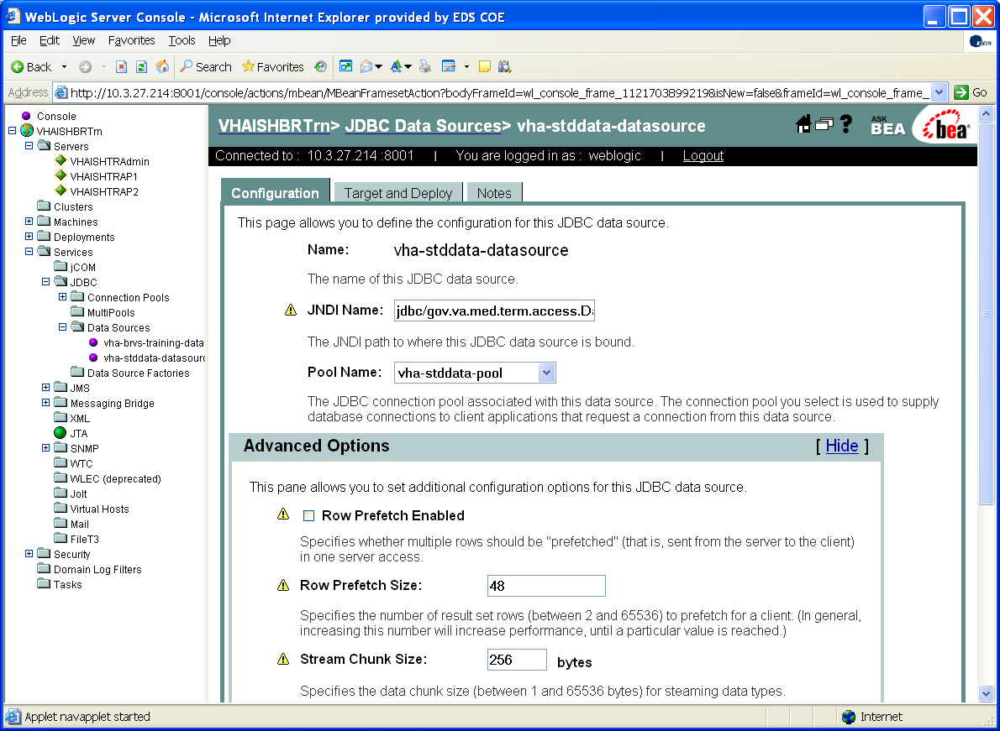 WebLogic Server Console - Microsoft Internet Explorer provided by EDS COE
File Edit View Favorites Tools Help
EDS
Back Search Favorites
Address http://10.3.27.214:8001/console/actions/mbean/MBeanFramesetAction?bodyFrameId=wl_console_frame_1121703899219&isNew=false&frameId=wl_console_frame_ Go
Console
VHAISHBRTrn
Servers
VHAISHTRAdmin
VHAISHTRAP1
VHAISHTRAP2
Clusters
Machines
Deployments
Services
jCOM
JDBC
Connection Pools
MultiPools
Data Sources
vha-brvs-training-data
vha-stddata-datasourc
Data Source Factories
JMS
Messaging Bridge
XML
JTA
SNMP
WTC
WLEC (deprecated)
Jolt
Virtual Hosts
Mail
FileT3
Security
Domain Log Filters
Tasks
VHAISHBRTrn> JDBC Data Sources> vha-stddata-datasource
? ASK BEA bea
Connected to : 10.3.27.214 :8001 | You are logged in as : weblogic | Logout
Configuration Target and Deploy Notes
This page allows you to define the configuration for this JDBC data source.
Name: vha-stddata-datasource
The name of this JDBC data source.
JNDI Name: jdbc/gov.va.med.term.access.Da
The JNDI path to where this JDBC data source is bound.
Pool Name: vha-stddata-pool
The JDBC connection pool associated with this data source. The connection pool you select is used to supply
database connections to client applications that request a connection from this data source.
Advanced Options [ Hide ]
This pane allows you to set additional configuration options for this JDBC data source.
Row Prefetch Enabled
Specifies whether multiple rows should be "prefetched" (that is, sent from the server to the client)
in one server access.
Row Prefetch Size: 48
Specifies the number of result set rows (between 2 and 65536) to prefetch for a client. (In general,
increasing this number will increase performance, until a particular value is reached.)
Stream Chunk Size: 256 bytes
Specifies the data chunk size (between 1 and 65536 bytes) for steaming data types.
Applet navapplet started Internet